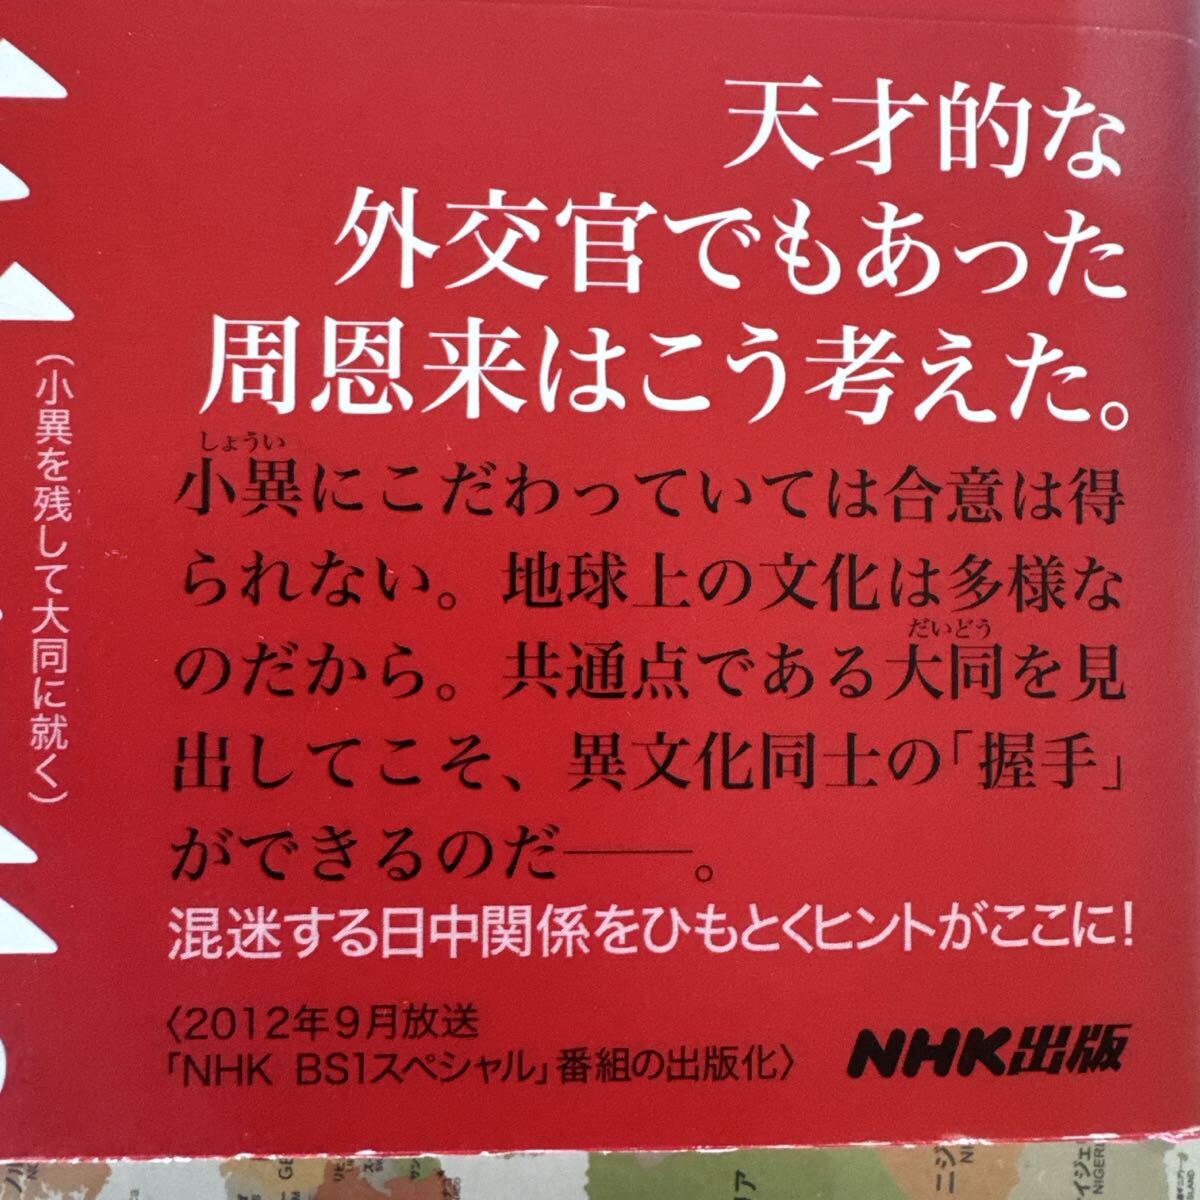 天才的な
外交官でもあった
周恩来はこう考えた。
しょうい
小異にこだわっていては合意は得
られない。地球上の文化は多様な
だいどう
のだから。共通点である大同を見
出してこそ、異文化同士の「握手」
ができるのだ——。
混迷する日中関係をひもとくヒントがここに!
〈2012年9月放送
「NHK BS1スペシャル」番組の出版化〉
NHK出版
(小異を残して大同に就く)